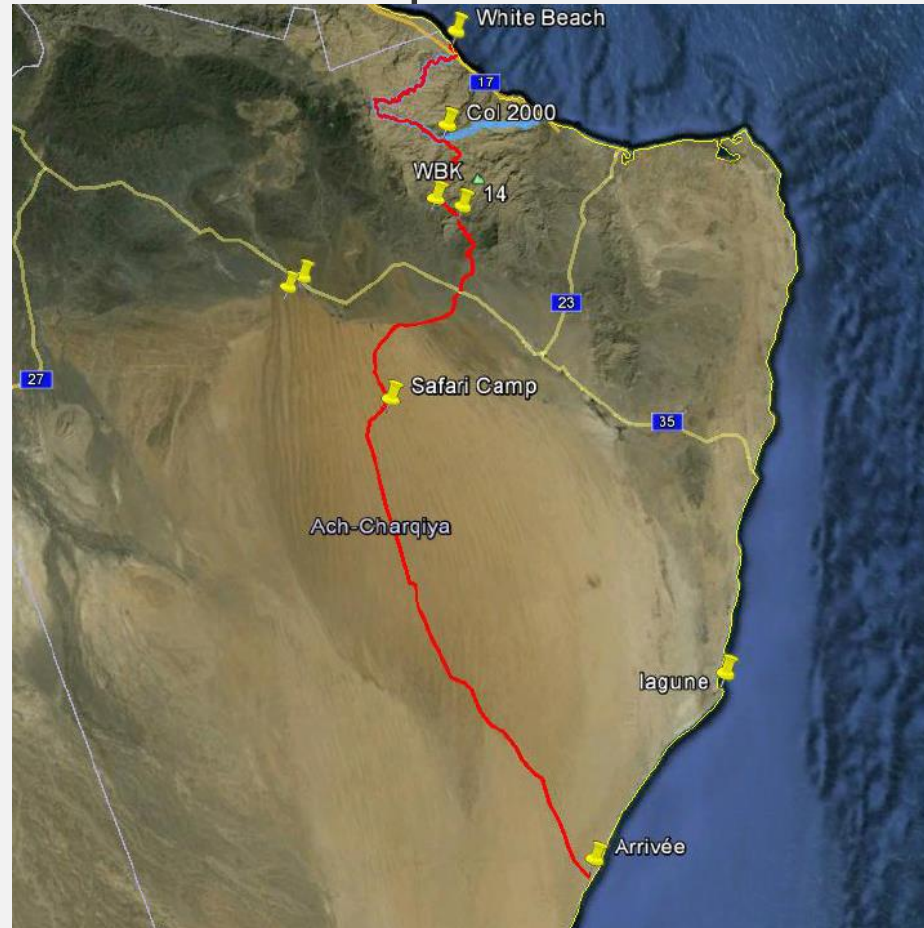 White Beach
17
Col 2000
WBK
14
23
27
Safari Camp
35
Ach-Charqiya
lagune
Arrivée